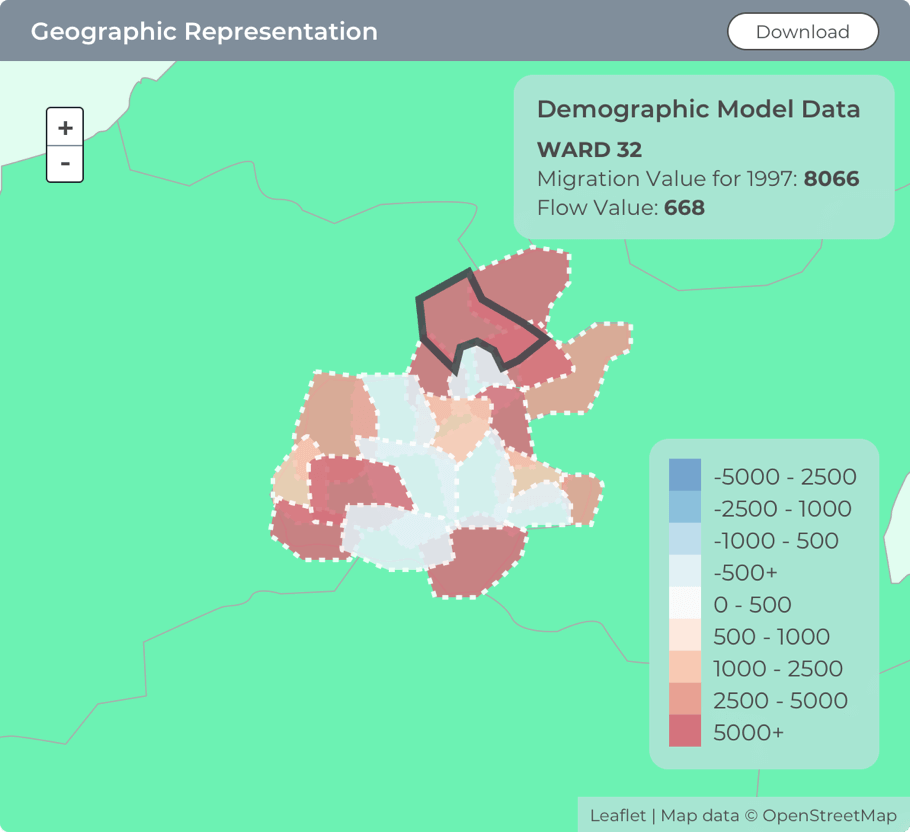 Geographic Representation
Download
+
-
Demographic Model Data
WARD 32
Migration Value for 1997: 8066
Flow Value: 668
-5000 - 2500
-2500 - 1000
-1000 - 500
-500+
0 - 500
500 - 1000
1000 - 2500
2500 - 5000
5000+
Leaflet | Map data © OpenStreetMap